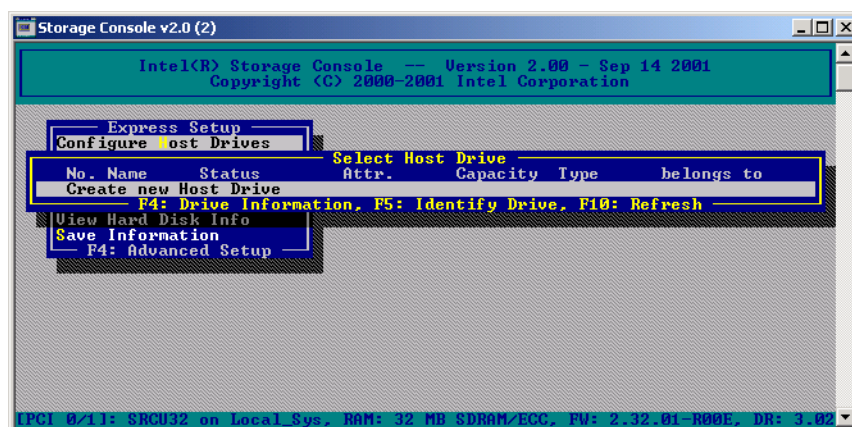 Storage Console v2.0 (2)
Intel(R) Storage Console -- Version 2.00 - Sep 14 2001
Copyright (C) 2000-2001 Intel Corporation
Express Setup
Configure Host Drives
Select Host Drive
No. Name Status Attr. Capacity Type belongs to
Create new Host Drive
F4: Drive Information, F5: Identify Drive, F10: Refresh
View Hard Disk Info
Save Information
F4: Advanced Setup
[PCI 0/1]: SRCU32 on Local_Sys, RAM: 32 MB SDRAM/ECC, FW: 2.32.01-R00E, DR: 3.02